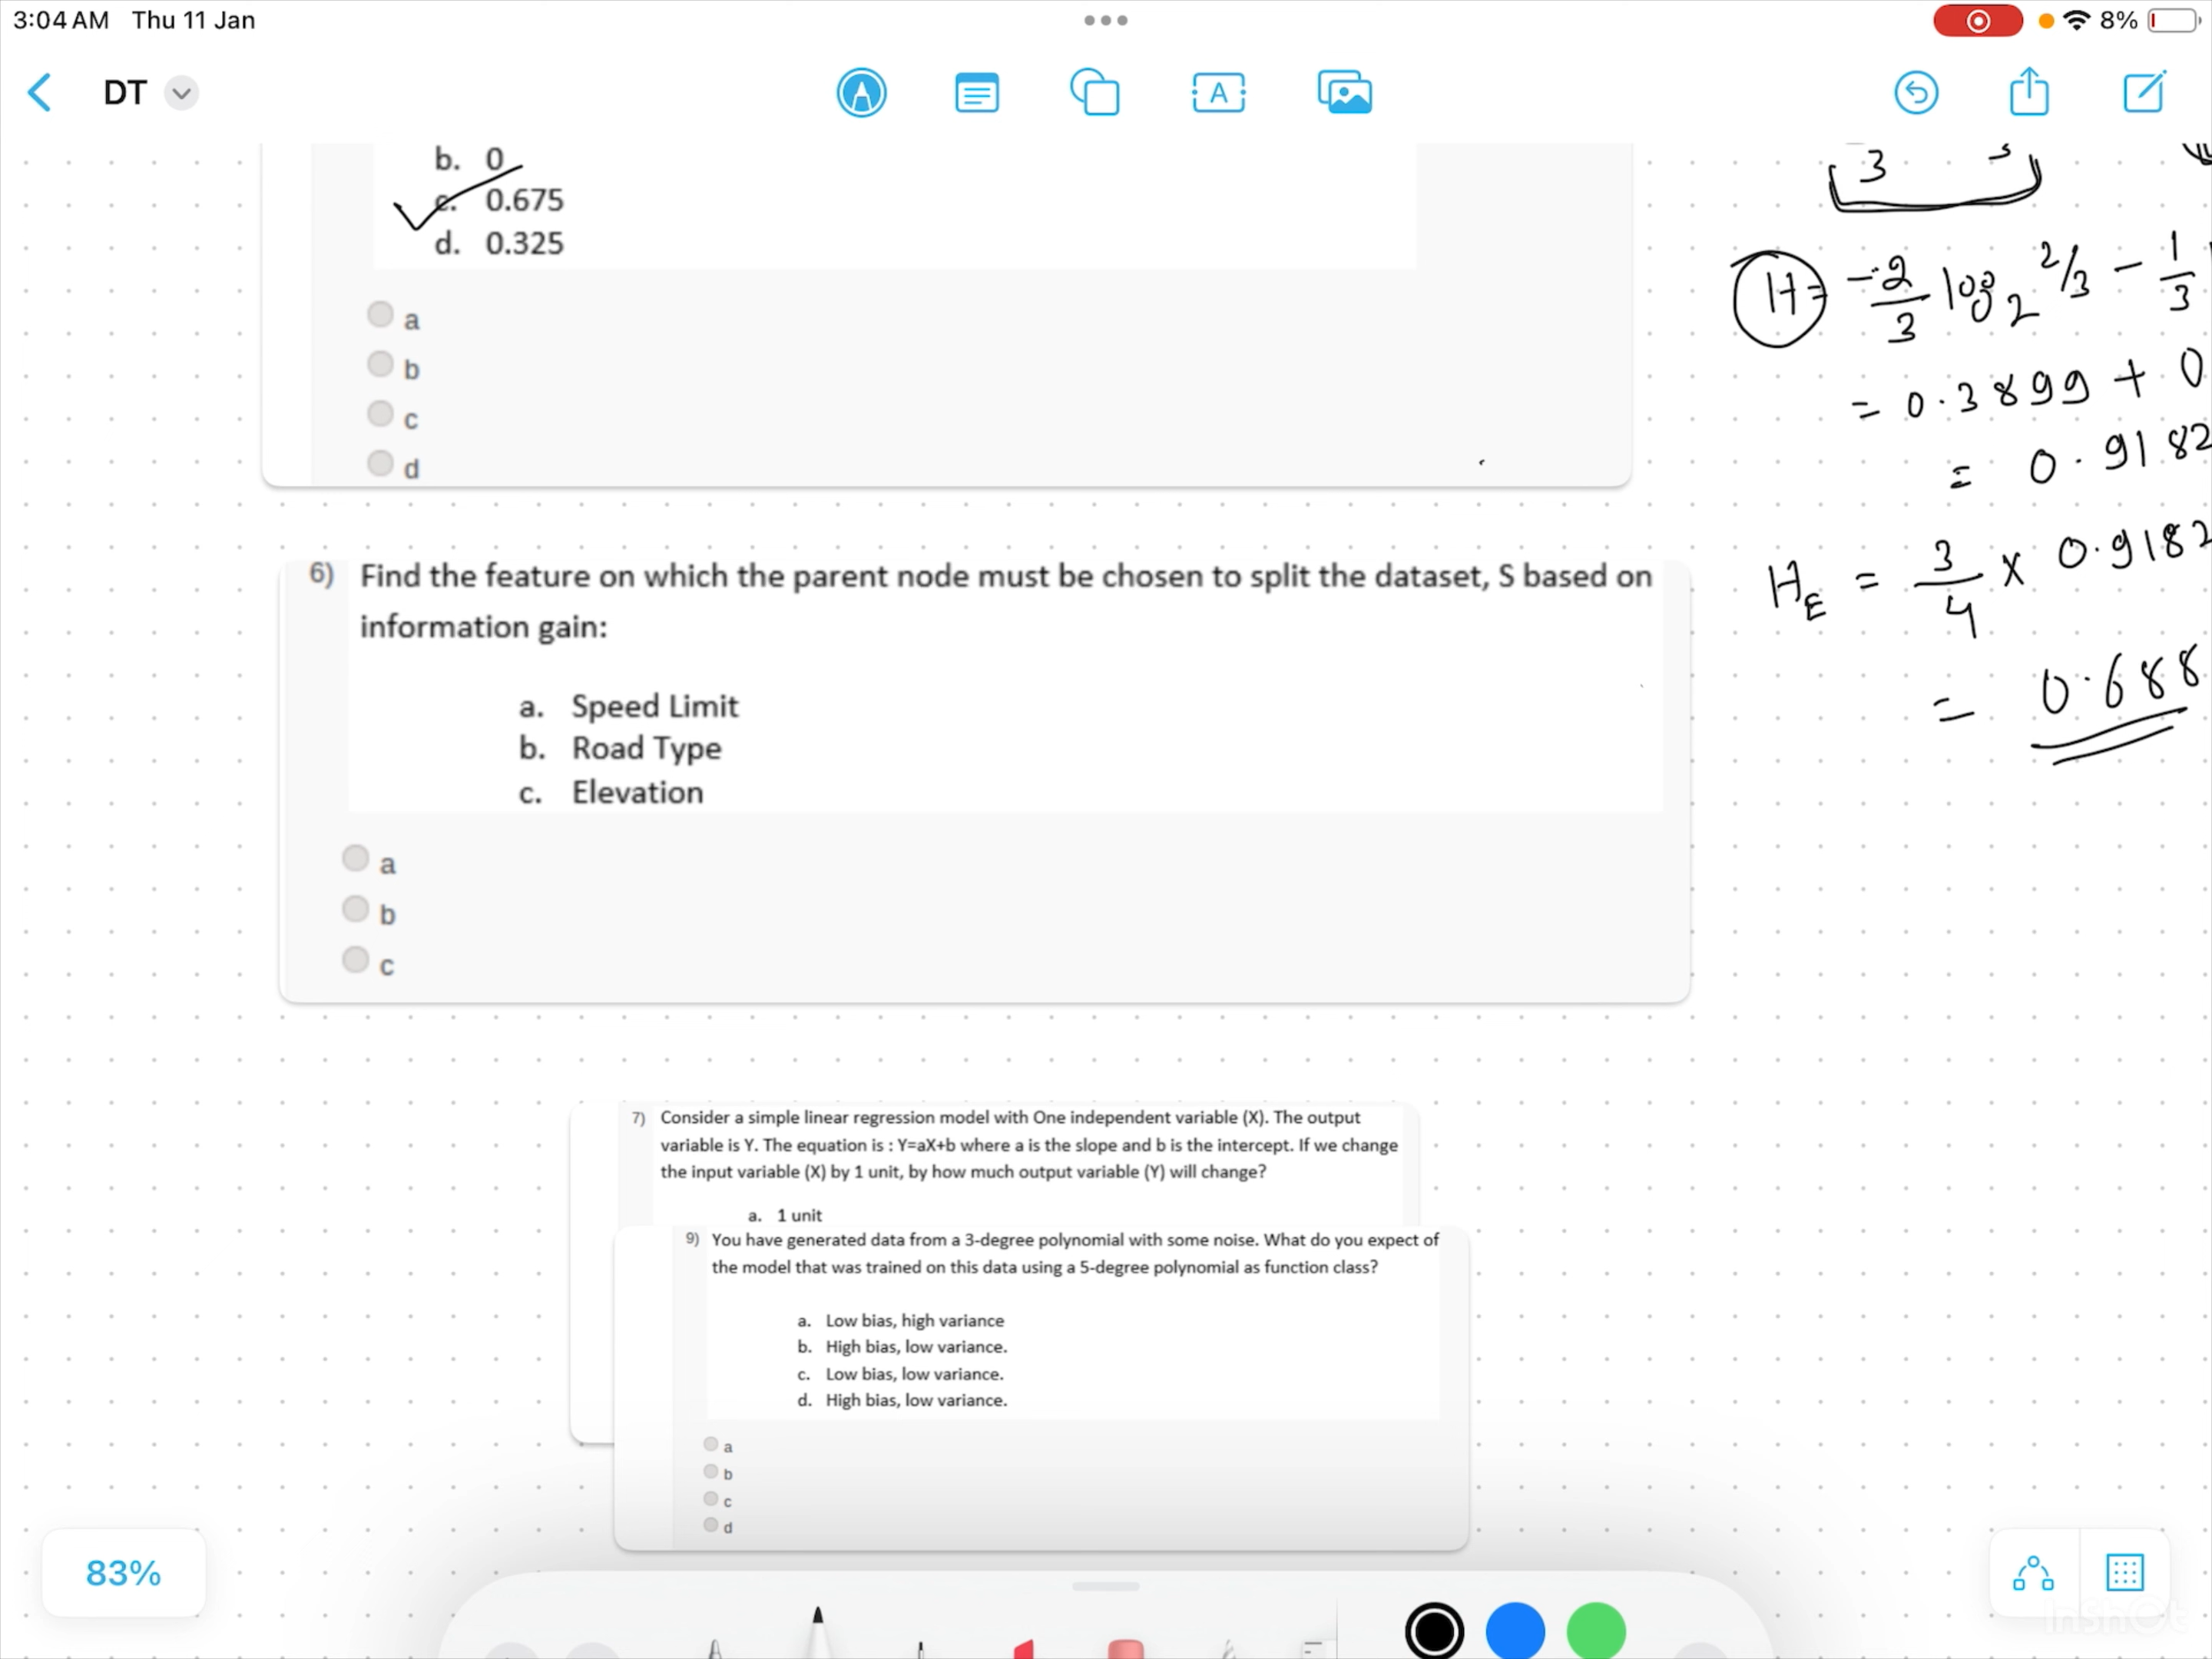 3:04 AM Thu 11 Jan
8%
DT
A
b. 0
c. 0.675
d. 0.325
a
b
c
d
3
H = -2/3 log2 2/3 - 1/3
= 0.3899 + 0
= 0.9182
HE = 3/4 x 0.9182
= 0.688
6) Find the feature on which the parent node must be chosen to split the dataset, S based on
information gain:
a. Speed Limit
b. Road Type
c. Elevation
a
b
c
7) Consider a simple linear regression model with One independent variable (X). The output
variable is Y. The equation is : Y=aX+b where a is the slope and b is the intercept. If we change
the input variable (X) by 1 unit, by how much output variable (Y) will change?
a. 1 unit
9) You have generated data from a 3-degree polynomial with some noise. What do you expect of
the model that was trained on this data using a 5-degree polynomial as function class?
a. Low bias, high variance
b. High bias, low variance.
c. Low bias, low variance.
d. High bias, low variance.
a
b
c
d
83%